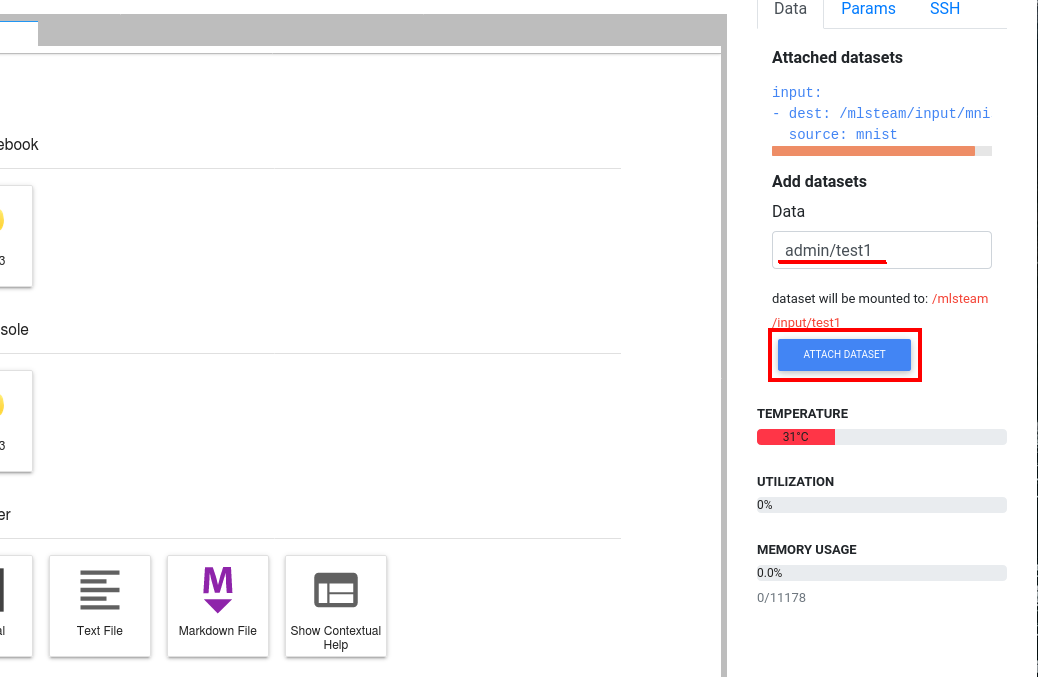 Data Params SSH
Attached datasets
input:
- dest: /mlsteam/input/mni
source: mnist
Add datasets
Data
admin/test1
dataset will be mounted to: /mlsteam
/input/test1
ATTACH DATASET
TEMPERATURE
31°C
UTILIZATION
0%
MEMORY USAGE
0.0%
0/11178
ebook
3
sole
3
er
al
Text File
Markdown File
Show Contextual
Help